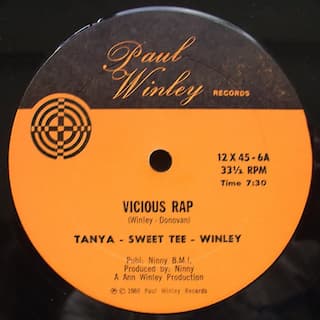 Paul
Winley RECORDS
12 X 45 - 6A
33⅓ RPM
Time 7:30
VICIOUS RAP
(Winley - Donovan)
TANYA - SWEET TEE - WINLEY
Publ: Ninny B.M.I.
Produced by: Ninny
A Ann Winley Production
Paul Winley Records